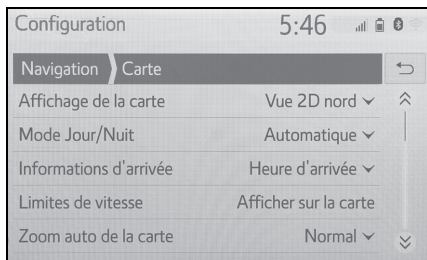 Configuration 5:46
Navigation Carte
Affichage de la carte Vue 2D nord
Mode Jour/Nuit Automatique
Informations d'arrivée Heure d'arrivée
Limites de vitesse Afficher sur la carte
Zoom auto de la carte Normal